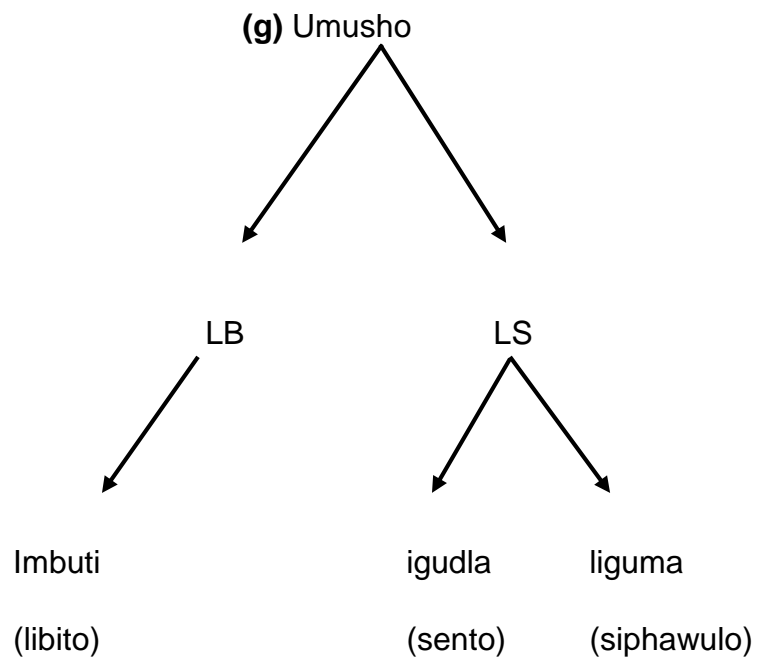 (g) Umusho
LB LS
Imbuti igudla liguma
(libito) (sento) (siphawulo)